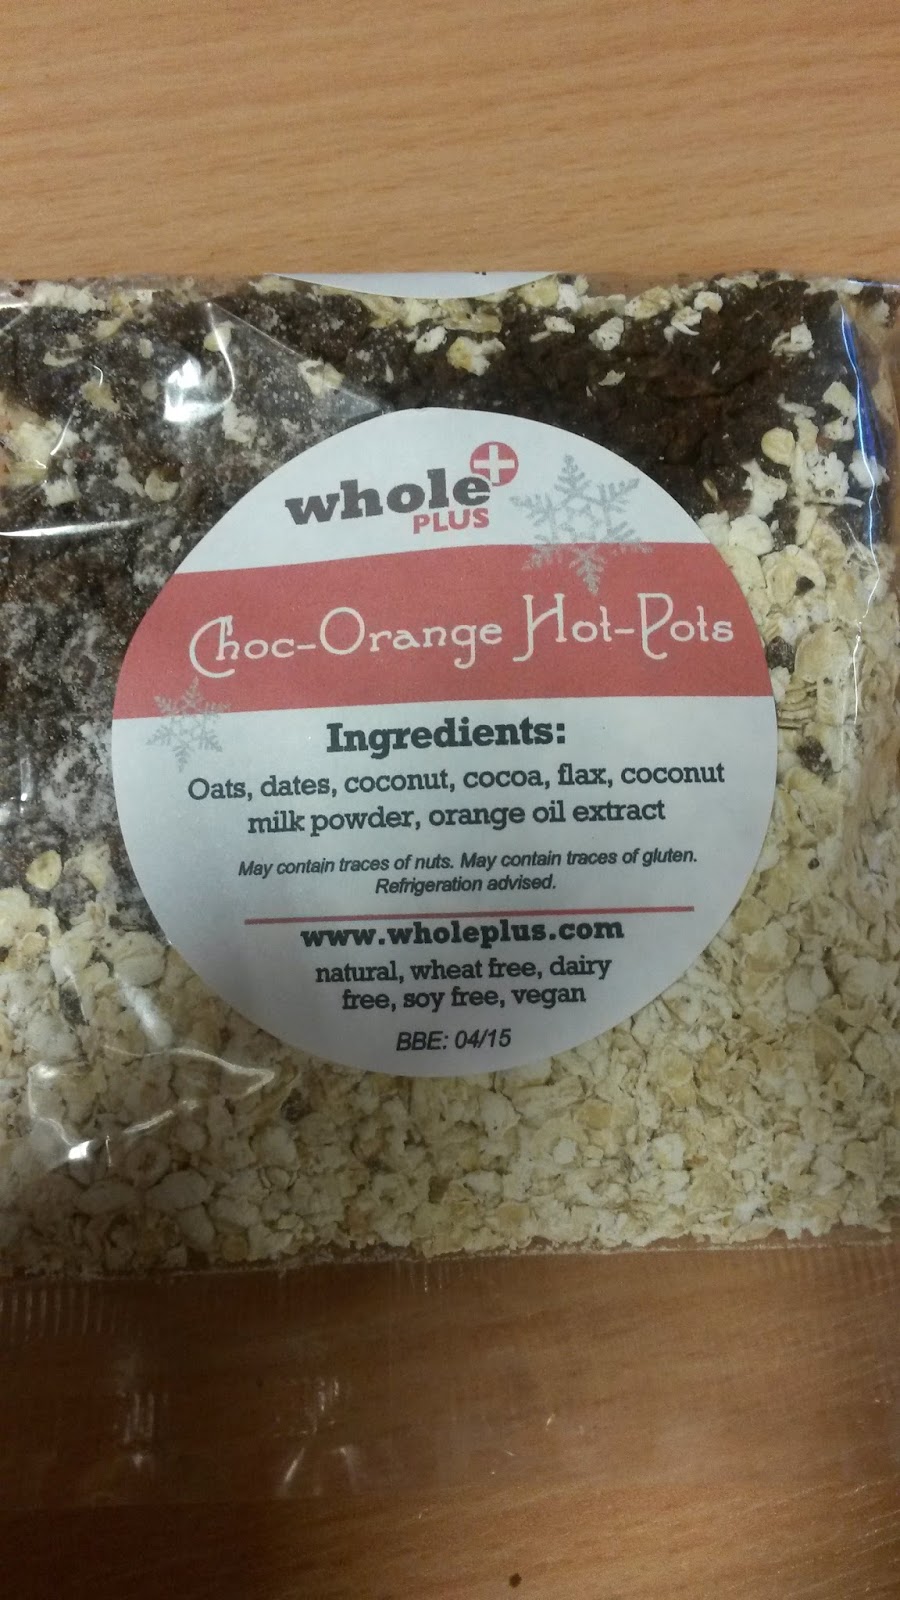 whole
PLUS
Choc-Orange Hot-Pots
Ingredients:
Oats, dates, coconut, cocoa, flax, coconut
milk powder, orange oil extract
May contain traces of nuts. May contain traces of gluten.
Refrigeration advised.
www.wholeplus.com
natural, wheat free, dairy
free, soy free, vegan
BBE: 04/15